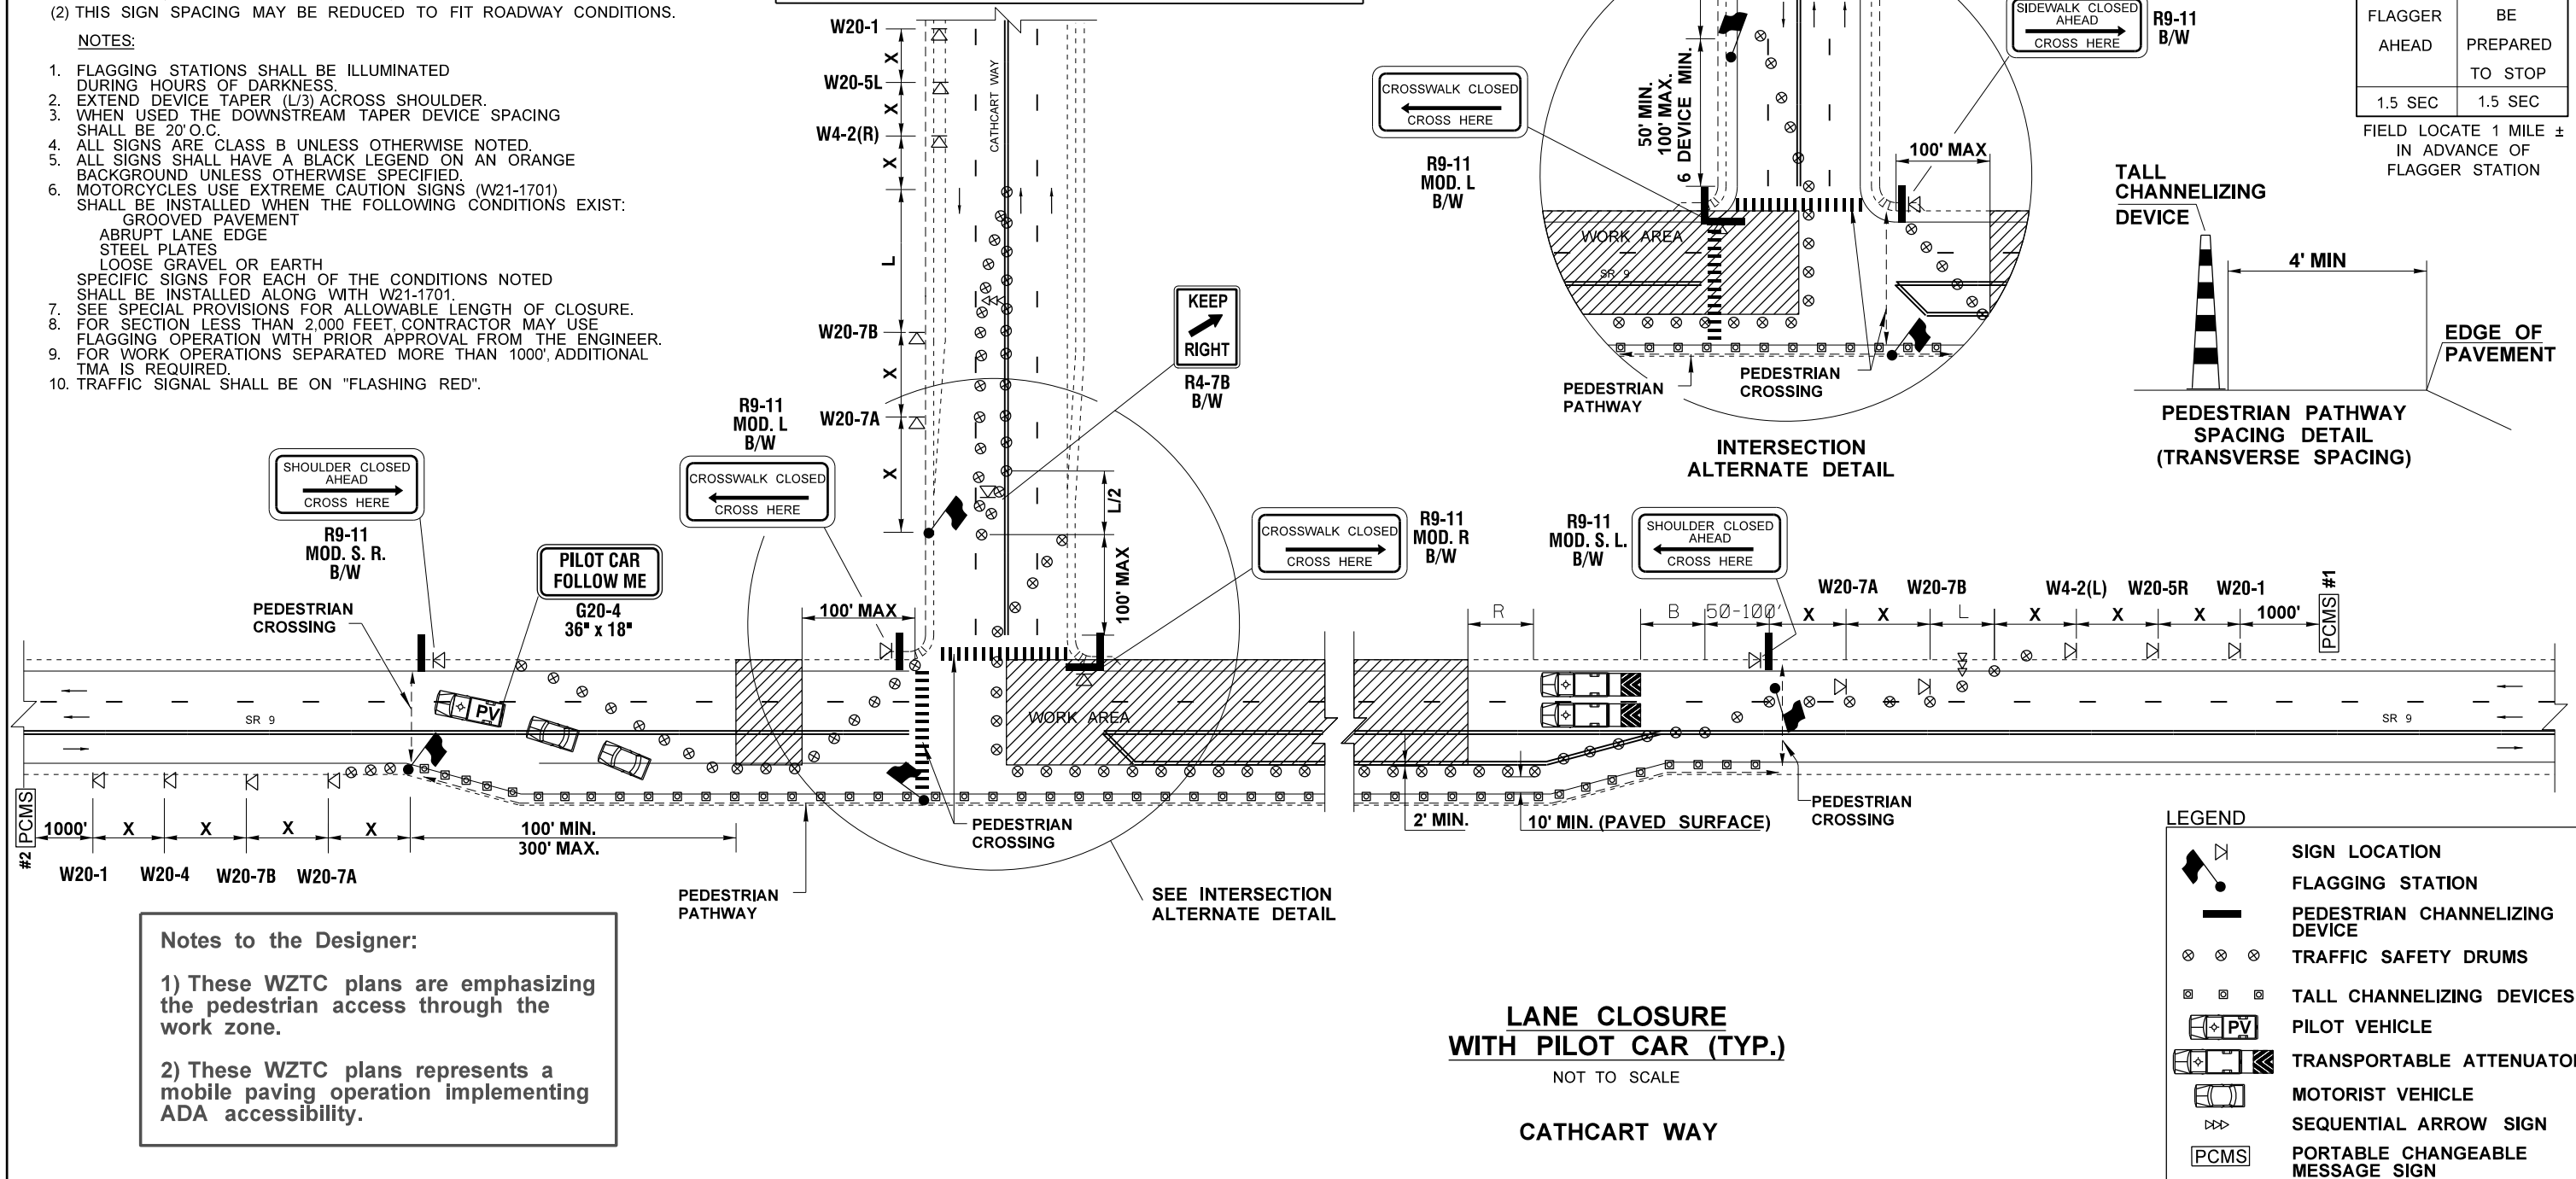 (2) THIS SIGN SPACING MAY BE REDUCED TO FIT ROADWAY CONDITIONS.
NOTES:
1. FLAGGING STATIONS SHALL BE ILLUMINATED
DURING HOURS OF DARKNESS.
2. EXTEND DEVICE TAPER (L/3) ACROSS SHOULDER.
3. WHEN USED THE DOWNSTREAM TAPER DEVICE SPACING
SHALL BE 20' O.C.
4. ALL SIGNS ARE CLASS B UNLESS OTHERWISE NOTED.
5. ALL SIGNS SHALL HAVE A BLACK LEGEND ON AN ORANGE
BACKGROUND UNLESS OTHERWISE SPECIFIED.
6. MOTORCYCLES USE EXTREME CAUTION SIGNS (W21-1701)
SHALL BE INSTALLED WHEN THE FOLLOWING CONDITIONS EXIST:
GROOVED PAVEMENT
ABRUPT LANE EDGE
STEEL PLATES
LOOSE GRAVEL OR EARTH
SPECIFIC SIGNS FOR EACH OF THE CONDITIONS NOTED
SHALL BE INSTALLED ALONG WITH W21-1701.
7. SEE SPECIAL PROVISIONS FOR ALLOWABLE LENGTH OF CLOSURE.
8. FOR SECTION LESS THAN 2,000 FEET, CONTRACTOR MAY USE
FLAGGING OPERATION WITH PRIOR APPROVAL FROM THE ENGINEER.
9. FOR WORK OPERATIONS SEPARATED MORE THAN 1000', ADDITIONAL
TMA IS REQUIRED.
10. TRAFFIC SIGNAL SHALL BE ON "FLASHING RED".
W20-1
X
W20-5L
X
W4-2(R)
X
L
W20-7B
X
W20-7A
X
CATHCART WAY
KEEP
RIGHT
R4-7B
B/W
L/2
100' MAX
CROSSWALK CLOSED
CROSS HERE
R9-11
MOD. L
B/W
50' MIN.
100' MAX.
6 DEVICE MIN.
SIDEWALK CLOSED
AHEAD
CROSS HERE
R9-11
B/W
100' MAX
WORK AREA
SR 9
PEDESTRIAN
PATHWAY
PEDESTRIAN
CROSSING
INTERSECTION
ALTERNATE DETAIL
FLAGGER
AHEAD
BE
PREPARED
TO STOP
1.5 SEC
1.5 SEC
FIELD LOCATE 1 MILE ±
IN ADVANCE OF
FLAGGER STATION
TALL
CHANNELIZING
DEVICE
4' MIN
EDGE OF
PAVEMENT
PEDESTRIAN PATHWAY
SPACING DETAIL
(TRANSVERSE SPACING)
SHOULDER CLOSED
AHEAD
CROSS HERE
R9-11
MOD. S. R.
B/W
PILOT CAR
FOLLOW ME
G20-4
36" x 18"
R9-11
MOD. L
B/W
CROSSWALK CLOSED
CROSS HERE
CROSSWALK CLOSED
CROSS HERE
R9-11
MOD. R
B/W
R9-11
MOD. S. L.
B/W
SHOULDER CLOSED
AHEAD
CROSS HERE
PEDESTRIAN
CROSSING
100' MAX
R
B
50-100'
X
W20-7A
X
W20-7B
L
X
W4-2(L)
X
W20-5R
X
W20-1
1000'
PCMS
#1
SR 9
PV
WORK AREA
SR 9
#2
PCMS
1000'
X
X
X
X
100' MIN.
300' MAX.
W20-1
W20-4
W20-7B
W20-7A
PEDESTRIAN
PATHWAY
PEDESTRIAN
CROSSING
SEE INTERSECTION
ALTERNATE DETAIL
2' MIN.
10' MIN. (PAVED SURFACE)
PEDESTRIAN
CROSSING
Notes to the Designer:
1) These WZTC plans are emphasizing
the pedestrian access through the
work zone.
2) These WZTC plans represents a
mobile paving operation implementing
ADA accessibility.
LANE CLOSURE
WITH PILOT CAR (TYP.)
NOT TO SCALE
CATHCART WAY
LEGEND
SIGN LOCATION
FLAGGING STATION
PEDESTRIAN CHANNELIZING
DEVICE
TRAFFIC SAFETY DRUMS
TALL CHANNELIZING DEVICES
PV PILOT VEHICLE
TRANSPORTABLE ATTENUATO
MOTORIST VEHICLE
SEQUENTIAL ARROW SIGN
PCMS PORTABLE CHANGEABLE
MESSAGE SIGN